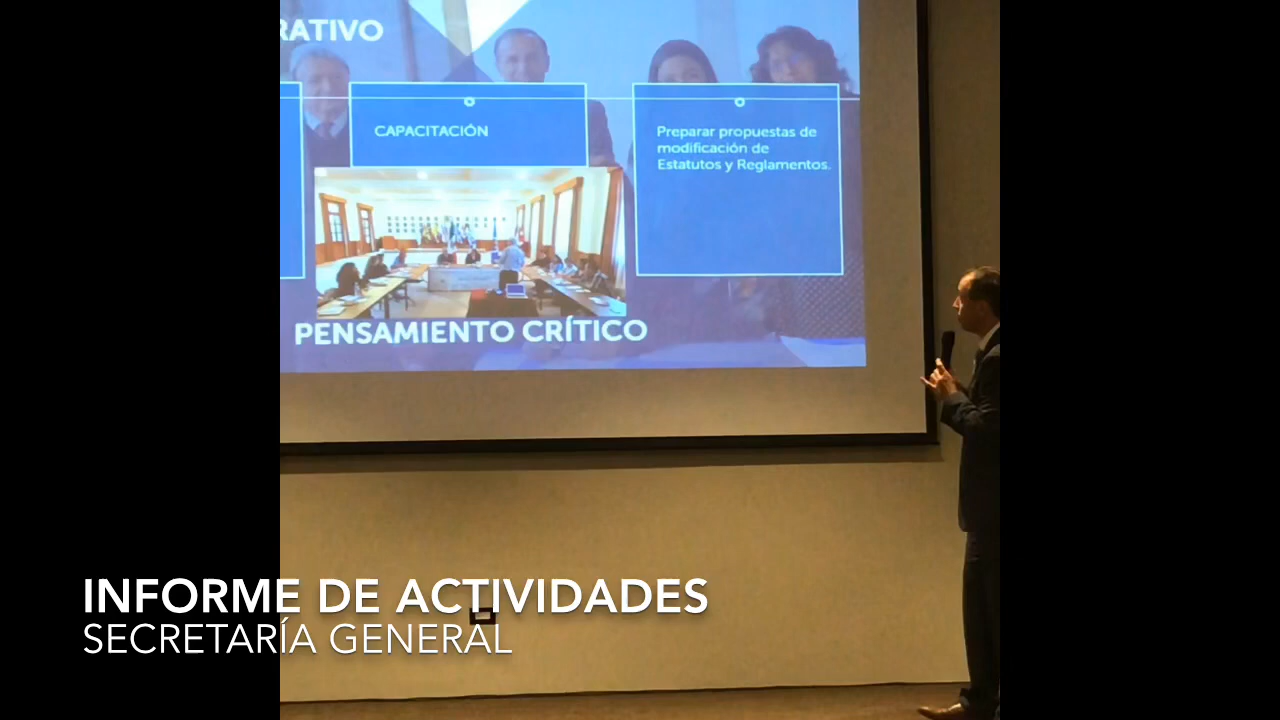 RATIVO
CAPACITACIÓN
Preparar propuestas de
modificación de
Estatutos y Reglamentos.
PENSAMIENTO CRÍTICO
INFORME DE ACTIVIDADES
SECRETARÍA GENERAL